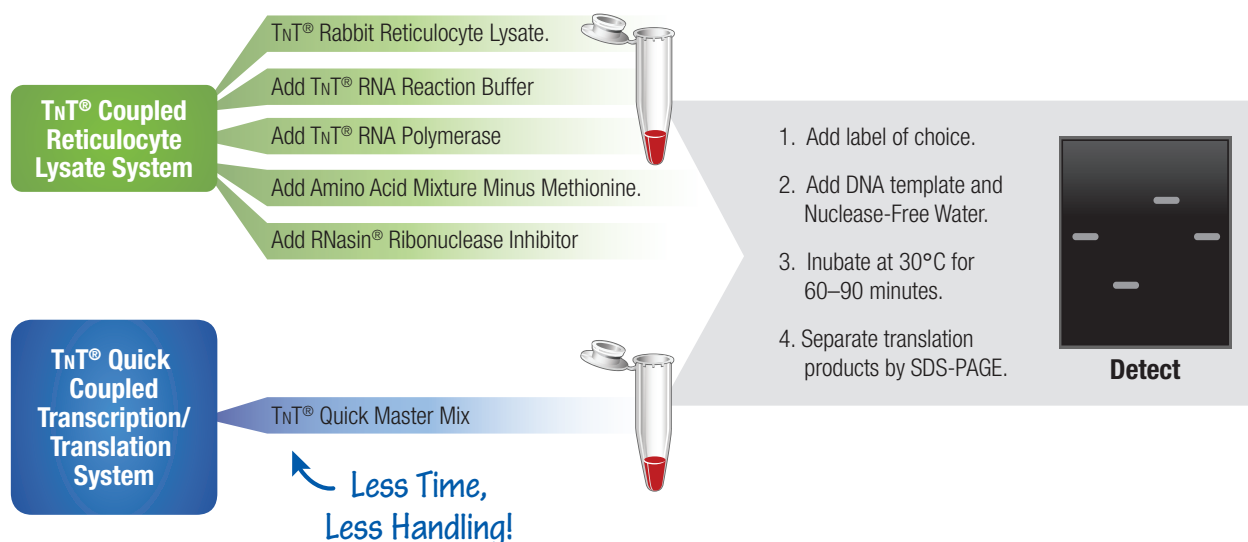 TNT® Coupled
Reticulocyte
Lysate System
TNT® Rabbit Reticulocyte Lysate.
Add TNT® RNA Reaction Buffer
Add TNT® RNA Polymerase
Add Amino Acid Mixture Minus Methionine.
Add RNasin® Ribonuclease Inhibitor
TNT® Quick
Coupled
Transcription/
Translation
System
TNT® Quick Master Mix
Less Time,
Less Handling!
1. Add label of choice.
2. Add DNA template and
Nuclease-Free Water.
3. Inubate at 30°C for
60–90 minutes.
4. Separate translation
products by SDS-PAGE.
Detect